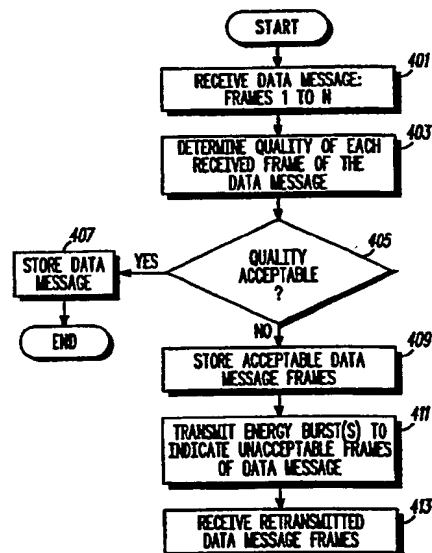 START
401
RECEIVE DATA MESSAGE:
FRAMES 1 TO N
403
DETERMINE QUALITY OF EACH
RECEIVED FRAME OF THE
DATA MESSAGE
405
QUALITY
ACCEPTABLE
?
YES
407
STORE DATA
MESSAGE
END
NO
409
STORE ACCEPTABLE DATA
MESSAGE FRAMES
411
TRANSMIT ENERGY BURST(S) TO
INDICATE UNACCEPTABLE FRAMES
OF DATA MESSAGE
413
RECEIVE RETRANSMITTED
DATA MESSAGE FRAMES